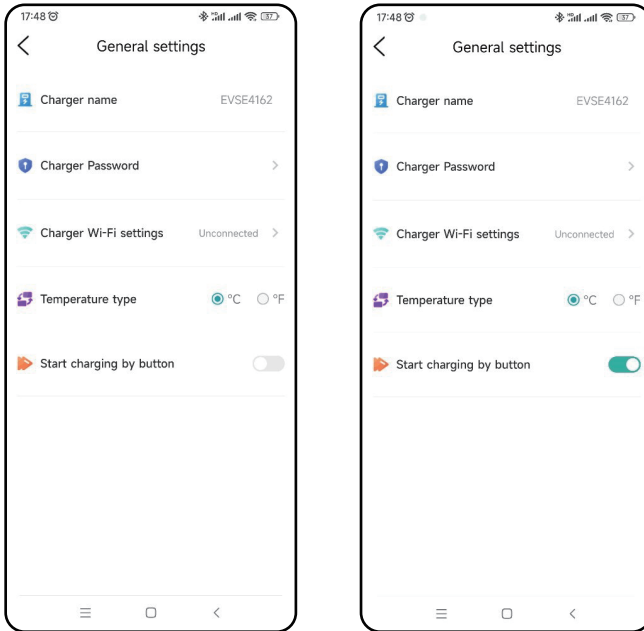 17:48
37
General settings
Charger name
EVSE4162
Charger Password
Charger Wi-Fi settings
Unconnected
Temperature type
°C
°F
Start charging by button
17:48
37
General settings
Charger name
EVSE4162
Charger Password
Charger Wi-Fi settings
Unconnected
Temperature type
°C
°F
Start charging by button